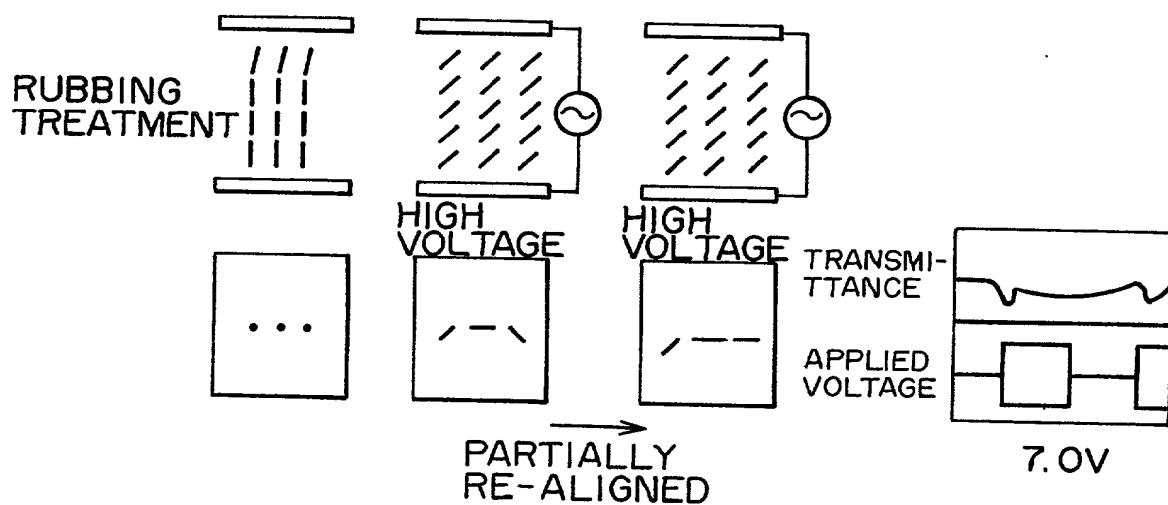 RUBBING
TREATMENT
HIGH
VOLTAGE
HIGH
VOLTAGE
TRANSMI-
TTANCE
APPLIED
VOLTAGE
PARTIALLY
RE-ALIGNED
7.0V